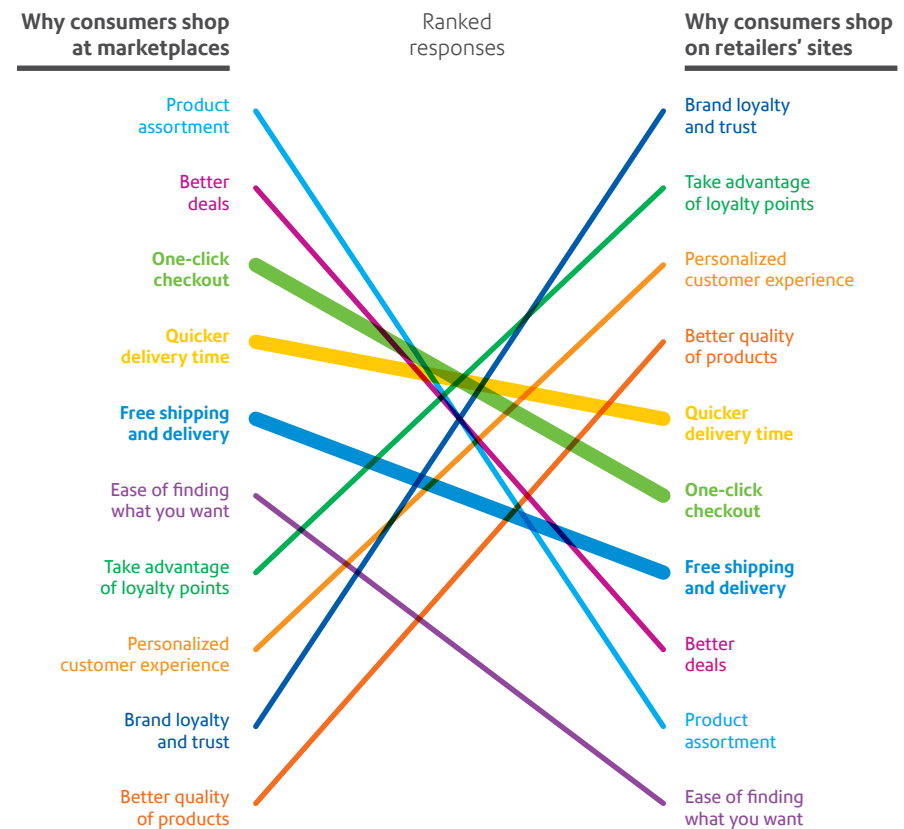 Why consumers shop
at marketplaces
Ranked
responses
Why consumers shop
on retailers' sites
Product
assortment
Better
deals
One-click
checkout
Quicker
delivery time
Free shipping
and delivery
Ease of finding
what you want
Take advantage
of loyalty points
Personalized
customer experience
Brand loyalty
and trust
Better quality
of products
Brand loyalty
and trust
Take advantage
of loyalty points
Personalized
customer experience
Better quality
of products
Quicker
delivery time
One-click
checkout
Free shipping
and delivery
Better
deals
Product
assortment
Ease of finding
what you want